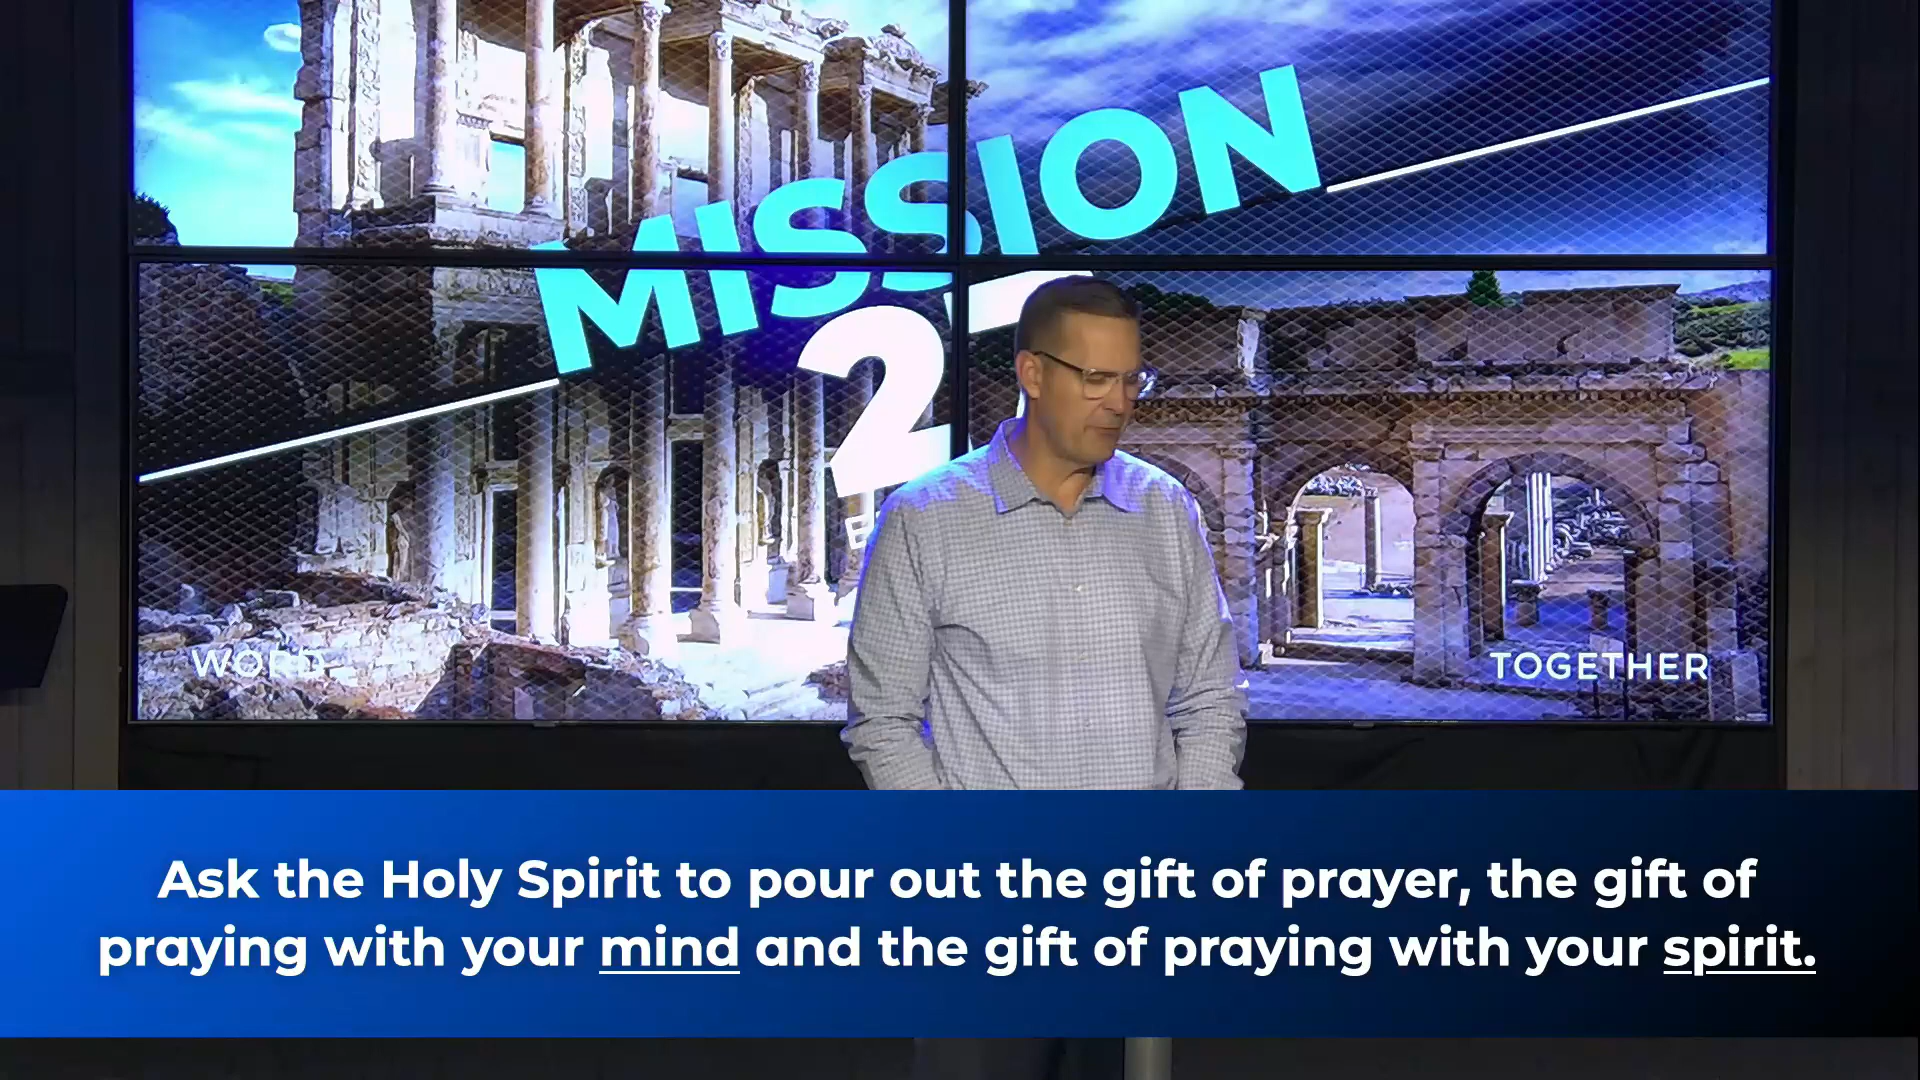 MISSION
2
WORD
TOGETHER
Ask the Holy Spirit to pour out the gift of prayer, the gift of
praying with your mind and the gift of praying with your spirit.